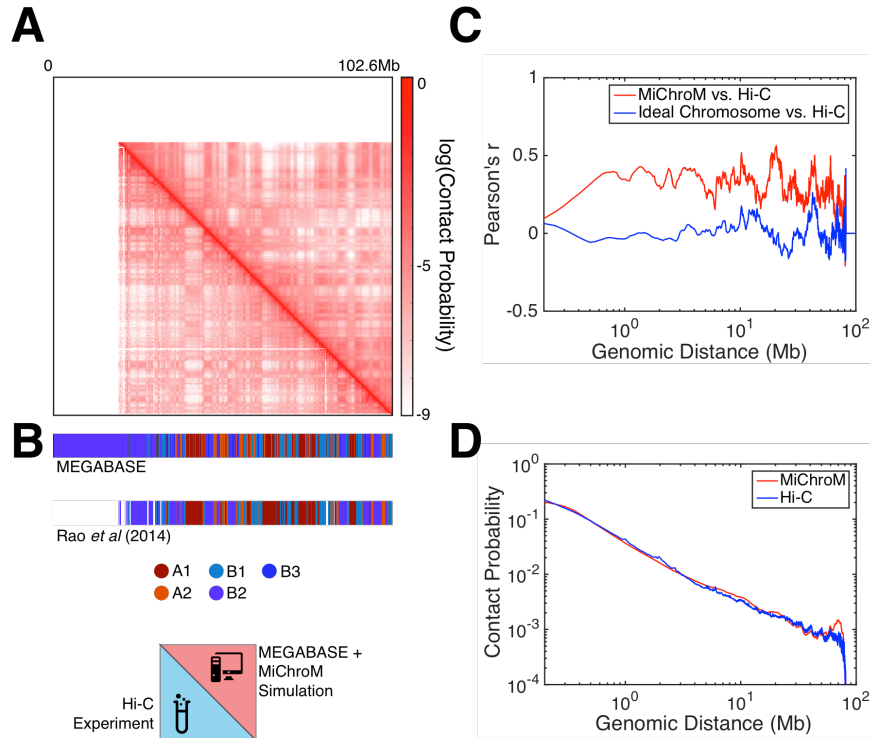 A
0
102.6Mb
0
-5
-9
log(Contact Probability)
B
MEGABASE
Rao et al (2014)
A1
B1
B3
A2
B2
Hi-C
Experiment
MEGABASE +
MiChroM
Simulation
C
1
0.5
0
-0.5
Pearson's r
MiChroM vs. Hi-C
Ideal Chromosome vs. Hi-C
10^0
10^1
10^2
Genomic Distance (Mb)
D
10^0
10^-1
10^-2
10^-3
10^-4
Contact Probability
MiChroM
Hi-C
10^0
10^1
10^2
Genomic Distance (Mb)